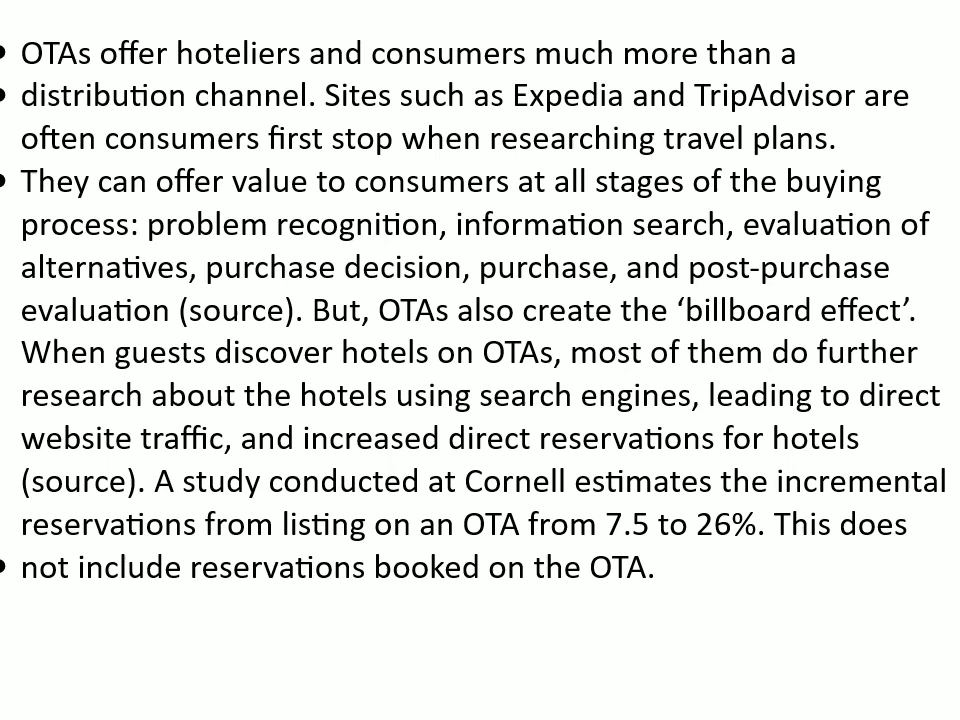 • OTAs offer hoteliers and consumers much more than a
• distribution channel. Sites such as Expedia and TripAdvisor are
often consumers first stop when researching travel plans.
• They can offer value to consumers at all stages of the buying
process: problem recognition, information search, evaluation of
alternatives, purchase decision, purchase, and post-purchase
evaluation (source). But, OTAs also create the ‘billboard effect’.
When guests discover hotels on OTAs, most of them do further
research about the hotels using search engines, leading to direct
website traffic, and increased direct reservations for hotels
(source). A study conducted at Cornell estimates the incremental
reservations from listing on an OTA from 7.5 to 26%. This does
• not include reservations booked on the OTA.